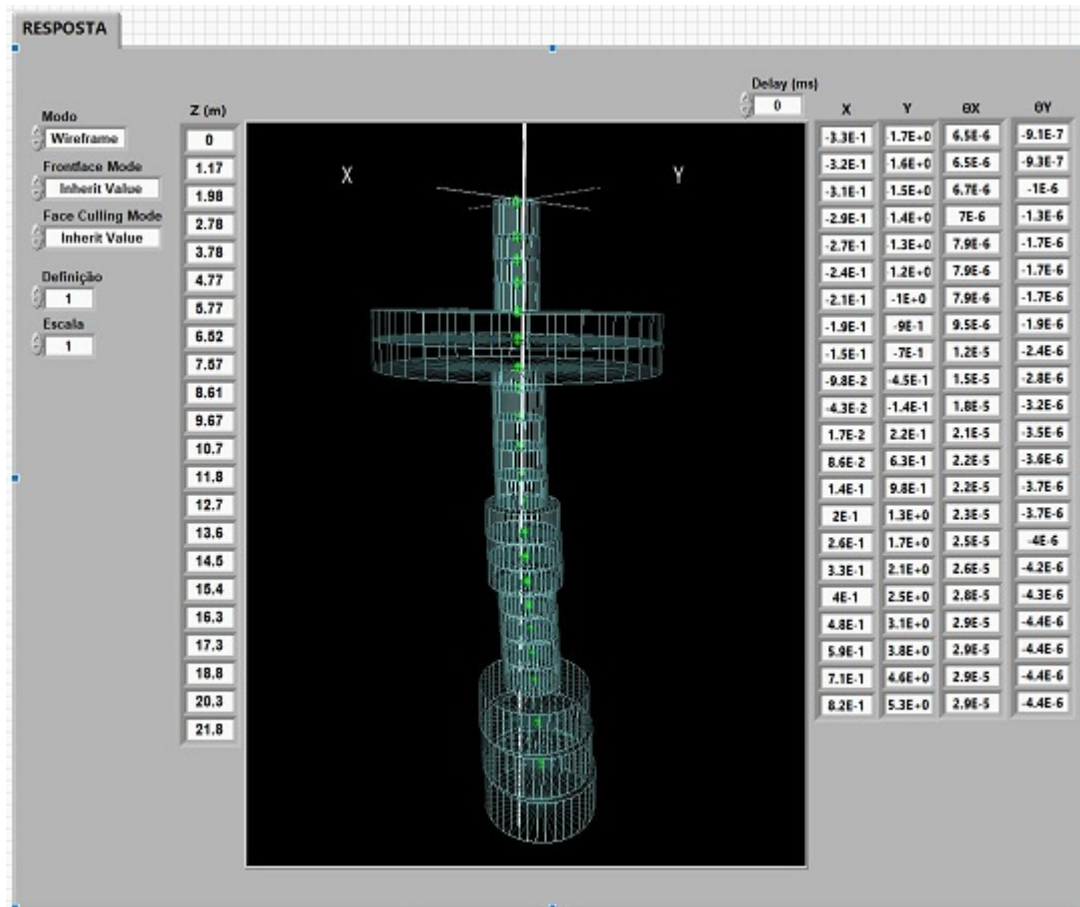 RESPOSTA
Delay (ms)
0
Modo
Wireframe
Frontface Mode
Inherit Value
Face Culling Mode
Inherit Value
Definição
1
Escala
1
Z (m)
0
1.17
1.98
2.78
3.78
4.77
5.77
6.52
7.57
8.61
9.67
10.7
11.8
12.7
13.6
14.5
15.4
16.3
17.3
18.8
20.3
21.8
X
Y
X Y θX θY
-3.3E-1 -1.7E+0 6.5E-6 -9.1E-7
-3.2E-1 -1.6E+0 6.5E-6 -9.3E-7
-3.1E-1 -1.5E+0 6.7E-6 -1E-6
-2.9E-1 -1.4E+0 7E-6 -1.3E-6
-2.7E-1 -1.3E+0 7.9E-6 -1.7E-6
-2.4E-1 -1.2E+0 7.9E-6 -1.7E-6
-2.1E-1 -1E+0 7.9E-6 -1.7E-6
-1.9E-1 -9E-1 9.5E-6 -1.9E-6
-1.5E-1 -7E-1 1.2E-5 -2.4E-6
-9.8E-2 -4.5E-1 1.5E-5 -2.8E-6
-4.3E-2 -1.4E-1 1.8E-5 -3.2E-6
1.7E-2 2.2E-1 2.1E-5 -3.5E-6
8.6E-2 6.3E-1 2.2E-5 -3.6E-6
1.4E-1 9.8E-1 2.2E-5 -3.7E-6
2E-1 1.3E+0 2.3E-5 -3.7E-6
2.6E-1 1.7E+0 2.5E-5 -4E-6
3.3E-1 2.1E+0 2.6E-5 -4.2E-6
4E-1 2.5E+0 2.8E-5 -4.3E-6
4.8E-1 3.1E+0 2.9E-5 -4.4E-6
5.9E-1 3.8E+0 2.9E-5 -4.4E-6
7.1E-1 4.6E+0 2.9E-5 -4.4E-6
8.2E-1 5.3E+0 2.9E-5 -4.4E-6